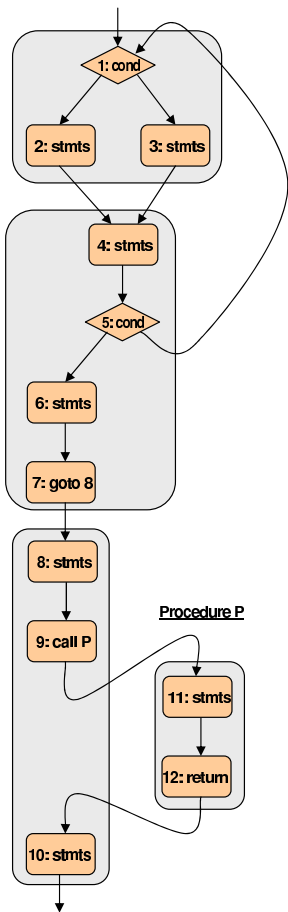 1: cond
2: stmts
3: stmts
4: stmts
5: cond
6: stmts
7: goto 8
8: stmts
Procedure P
9: call P
11: stmts
12: return
10: stmts